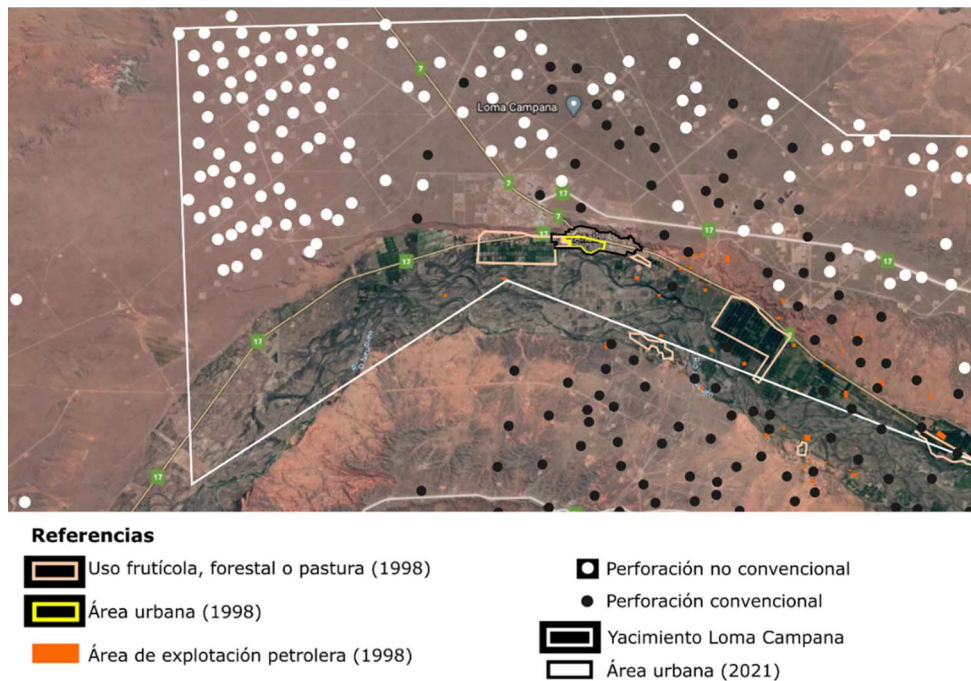 7
Loma Campana
7
17
7
17
17
17
17
17
Referencias
Uso frutícola, forestal o pastura (1998)
Área urbana (1998)
Área de explotación petrolera (1998)
Perforación no convencional
Perforación convencional
Yacimiento Loma Campana
Área urbana (2021)